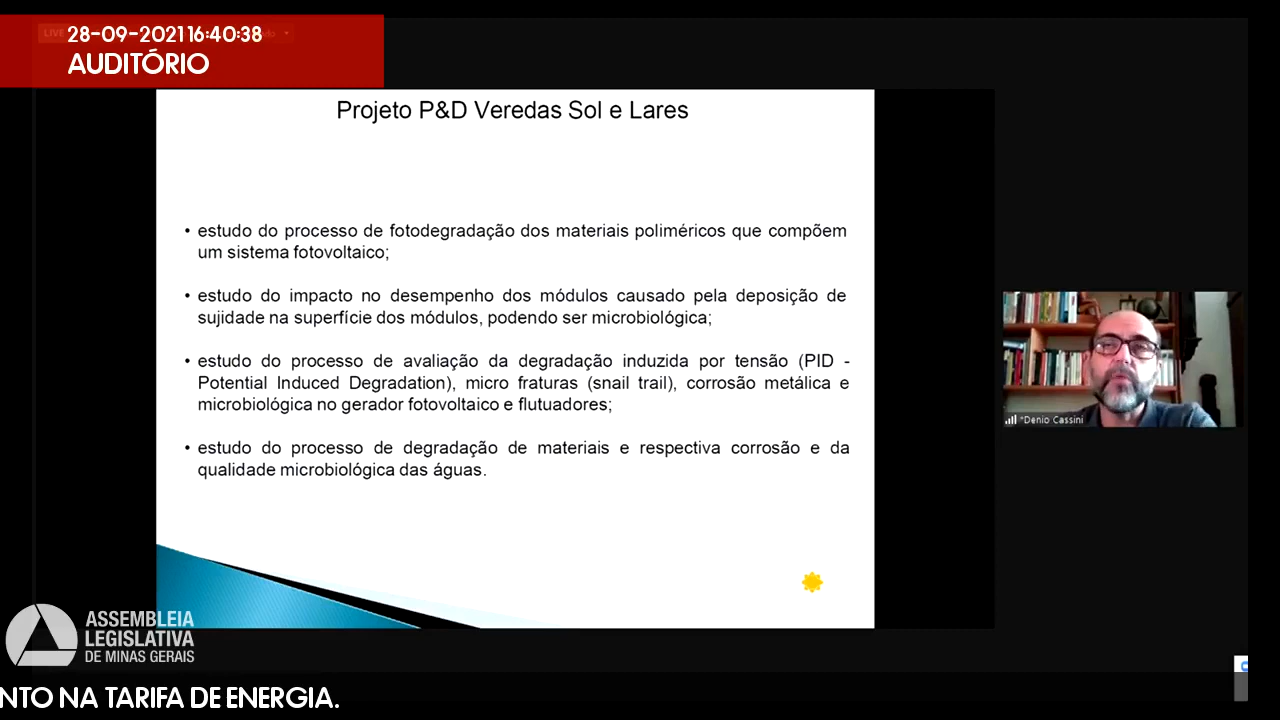 LIVE
28-09-2021 16:40:38
AUDITÓRIO
Projeto P&D Veredas Sol e Lares
• estudo do processo de fotodegradação dos materiais poliméricos que compõem
um sistema fotovoltaico;
• estudo do impacto no desempenho dos módulos causado pela deposição de
sujidade na superfície dos módulos, podendo ser microbiológica;
• estudo do processo de avaliação da degradação induzida por tensão (PID -
Potential Induced Degradation), micro fraturas (snail trail), corrosão metálica e
microbiológica no gerador fotovoltaico e flutuadores;
• estudo do processo de degradação de materiais e respectiva corrosão e da
qualidade microbiológica das águas.
*Denio Cassini
ASSEMBLEIA
LEGISLATIVA
DE MINAS GERAIS
NTO NA TARIFA DE ENERGIA.